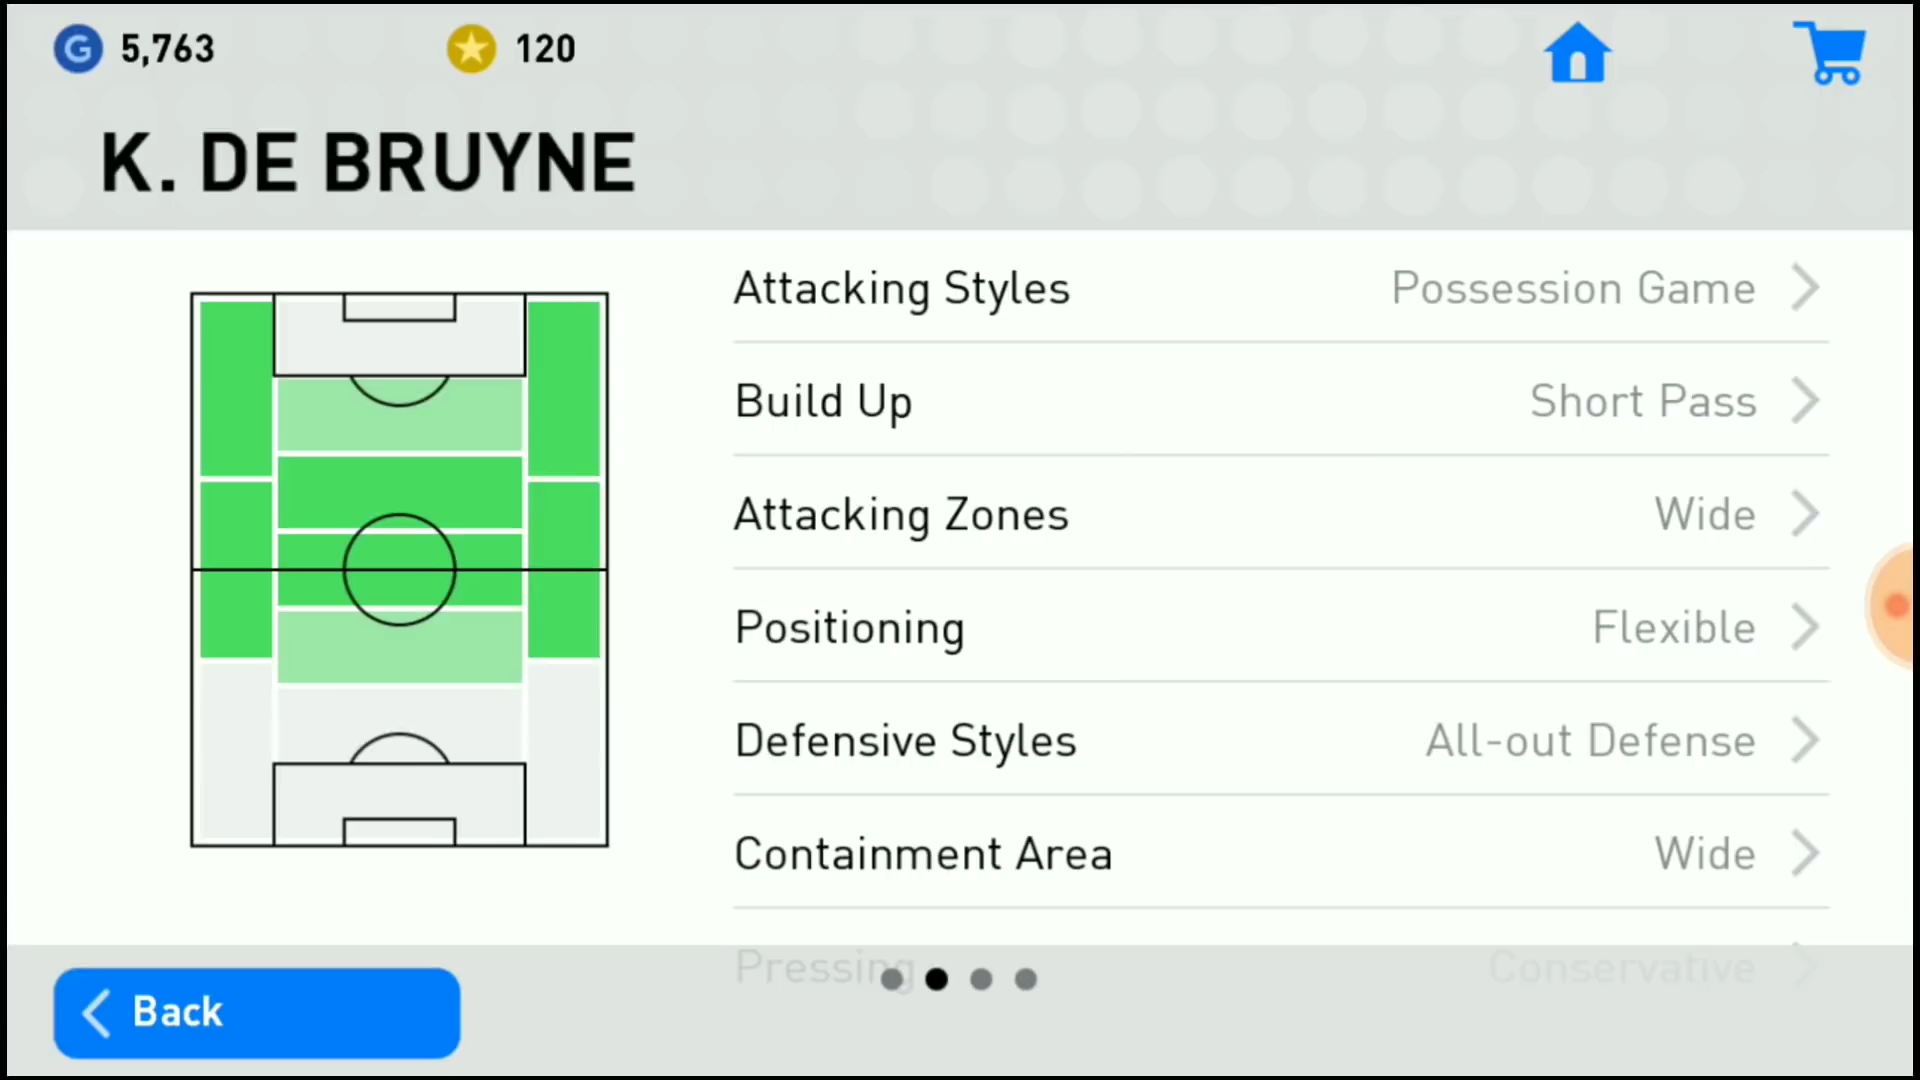 G 5,763 120
K. DE BRUYNE
Attacking Styles Possession Game
Build Up Short Pass
Attacking Zones Wide
Positioning Flexible
Defensive Styles All-out Defense
Containment Area Wide
Pressing Conservative
Back